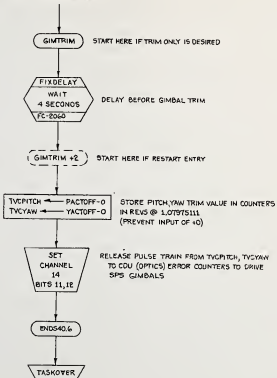 GIMTRIM
START HERE IF TRIM ONLY IS DESIRED
FIXDELAY
WAIT
4 SECONDS
FC-2060
DELAY BEFORE GIMBAL TRIM
GIMTRIM +2
START HERE IF RESTART ENTRY
TVCPITCH ← PACTOFF-0
TVCYAW ← YACTOFF-0
STORE PITCH,YAW TRIM VALUE IN COUNTERS
IN REVS @ 1.07975111
(PREVENT INPUT OF +0)
SET
CHANNEL
14
BITS 11,12
RELEASE PULSE TRAIN FROM TVCPITCH, TVCYAW
TO CDU (OPTICS) ERROR COUNTERS TO DRIVE
SPS GIMBALS
ENDS40.6
TASKOVER